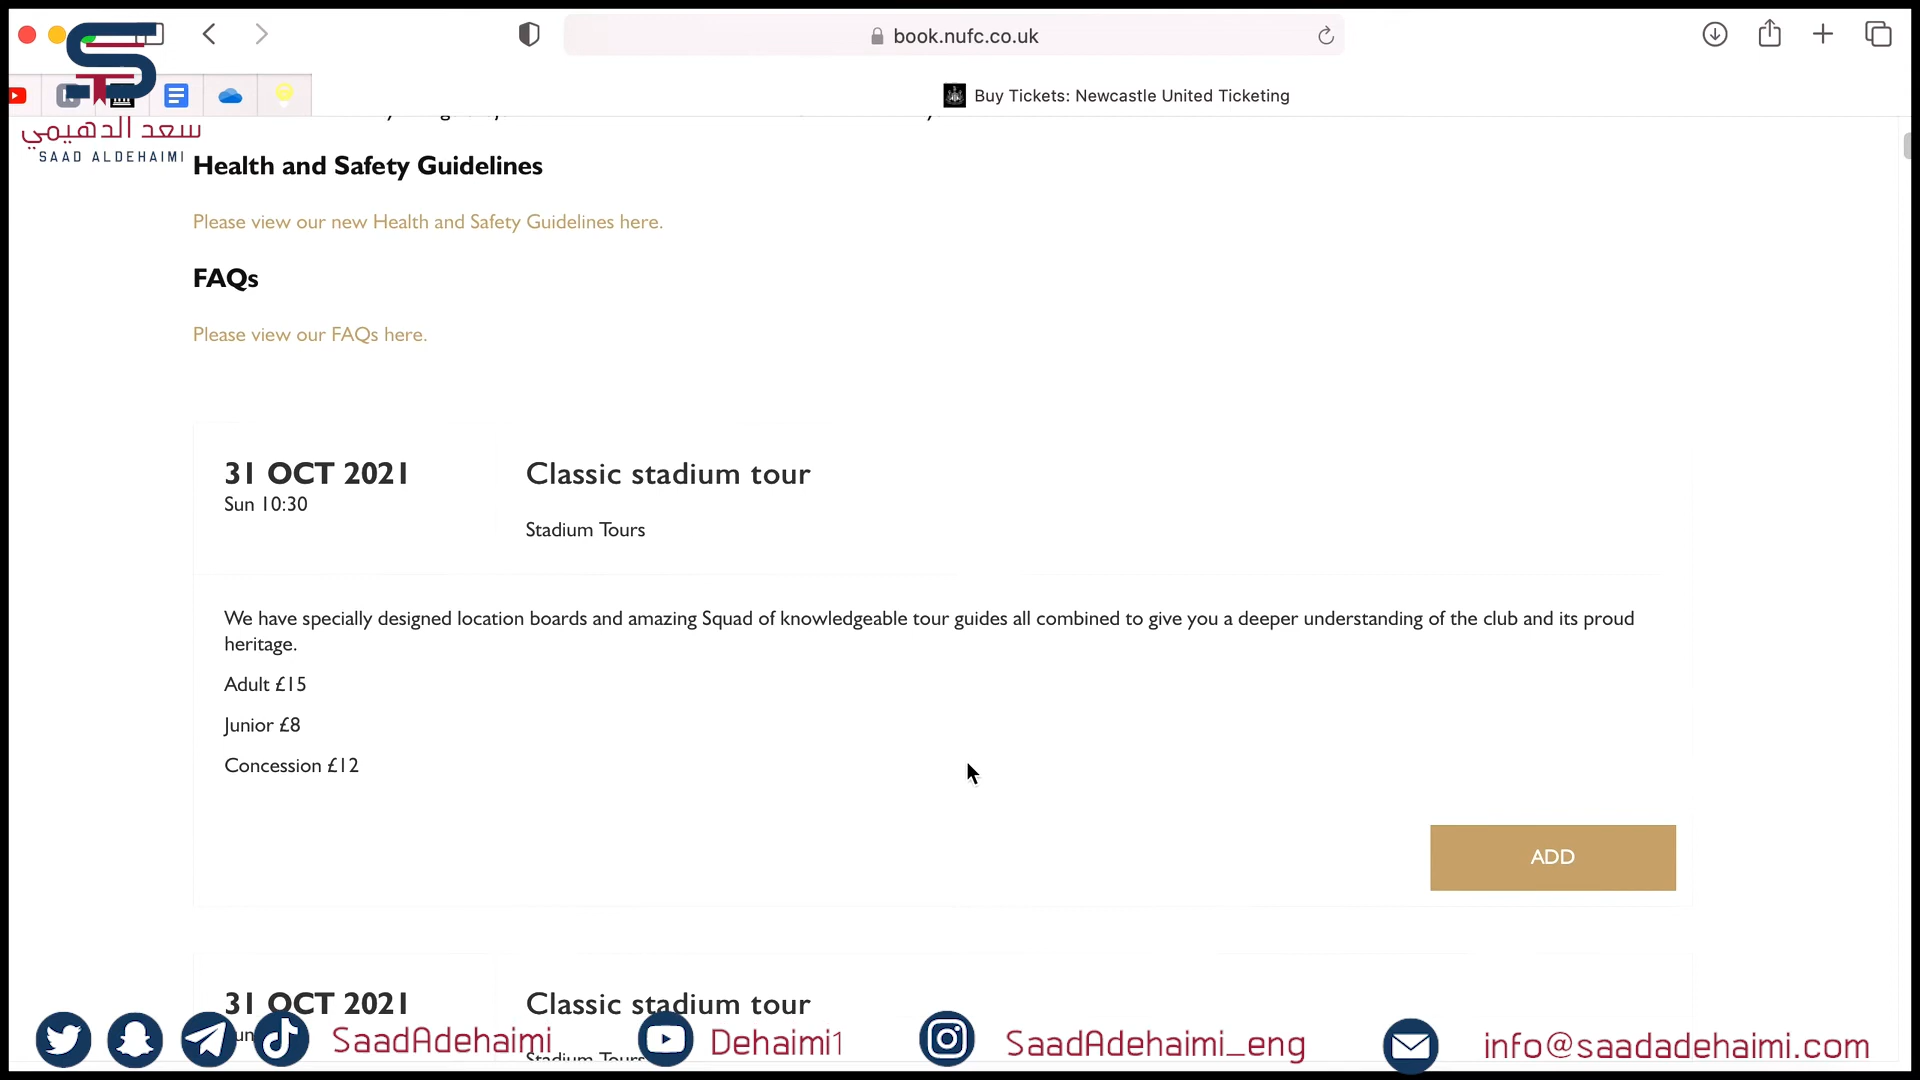 book.nufc.co.uk
Buy Tickets: Newcastle United Ticketing
سعد الدهيمي
SAAD ALDEHAIMI
Health and Safety Guidelines
Please view our new Health and Safety Guidelines here.
FAQs
Please view our FAQs here.
31 OCT 2021
Classic stadium tour
Sun 10:30
Stadium Tours
We have specially designed location boards and amazing Squad of knowledgeable tour guides all combined to give you a deeper understanding of the club and its proud
heritage.
Adult £15
Junior £8
Concession £12
ADD
31 OCT 2021
Classic stadium tour
Stadium Tours
SaadAdehaimi
Dehaimi1
SaadAdehaimi_eng
info@saadadehaimi.com